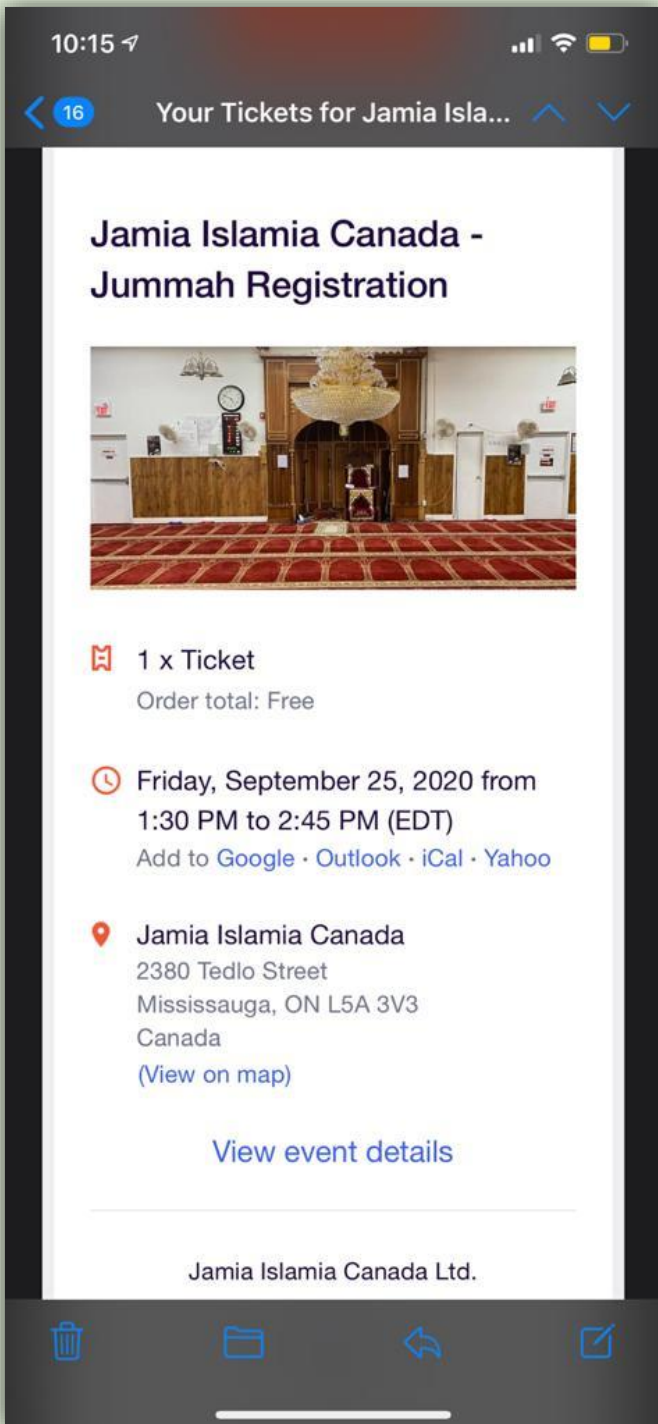 10:15
16
Your Tickets for Jamia Isla...
Jamia Islamia Canada -
Jummah Registration
1 x Ticket
Order total: Free
Friday, September 25, 2020 from
1:30 PM to 2:45 PM (EDT)
Add to Google · Outlook · iCal · Yahoo
Jamia Islamia Canada
2380 Tedlo Street
Mississauga, ON L5A 3V3
Canada
(View on map)
View event details
Jamia Islamia Canada Ltd.